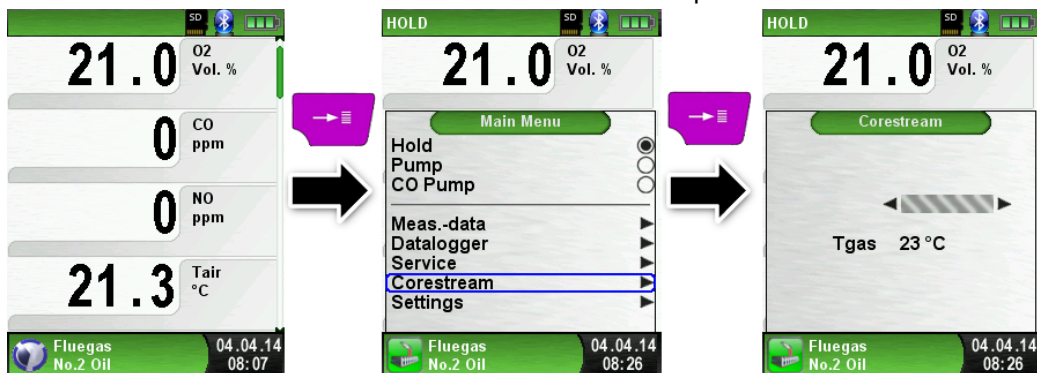 SD
21.0 O2 Vol. %
0 CO ppm
0 NO ppm
21.3 Tair °C
Fluegas 04.04.14
No.2 Oil 08:07
HOLD SD
21.0 O2 Vol. %
Main Menu
Hold
Pump
CO Pump
Meas.-data
Datalogger
Service
Corestream
Settings
Fluegas 04.04.14
No.2 Oil 08:26
HOLD SD
21.0 O2 Vol. %
Corestream
Tgas 23 °C
Fluegas 04.04.14
No.2 Oil 08:26